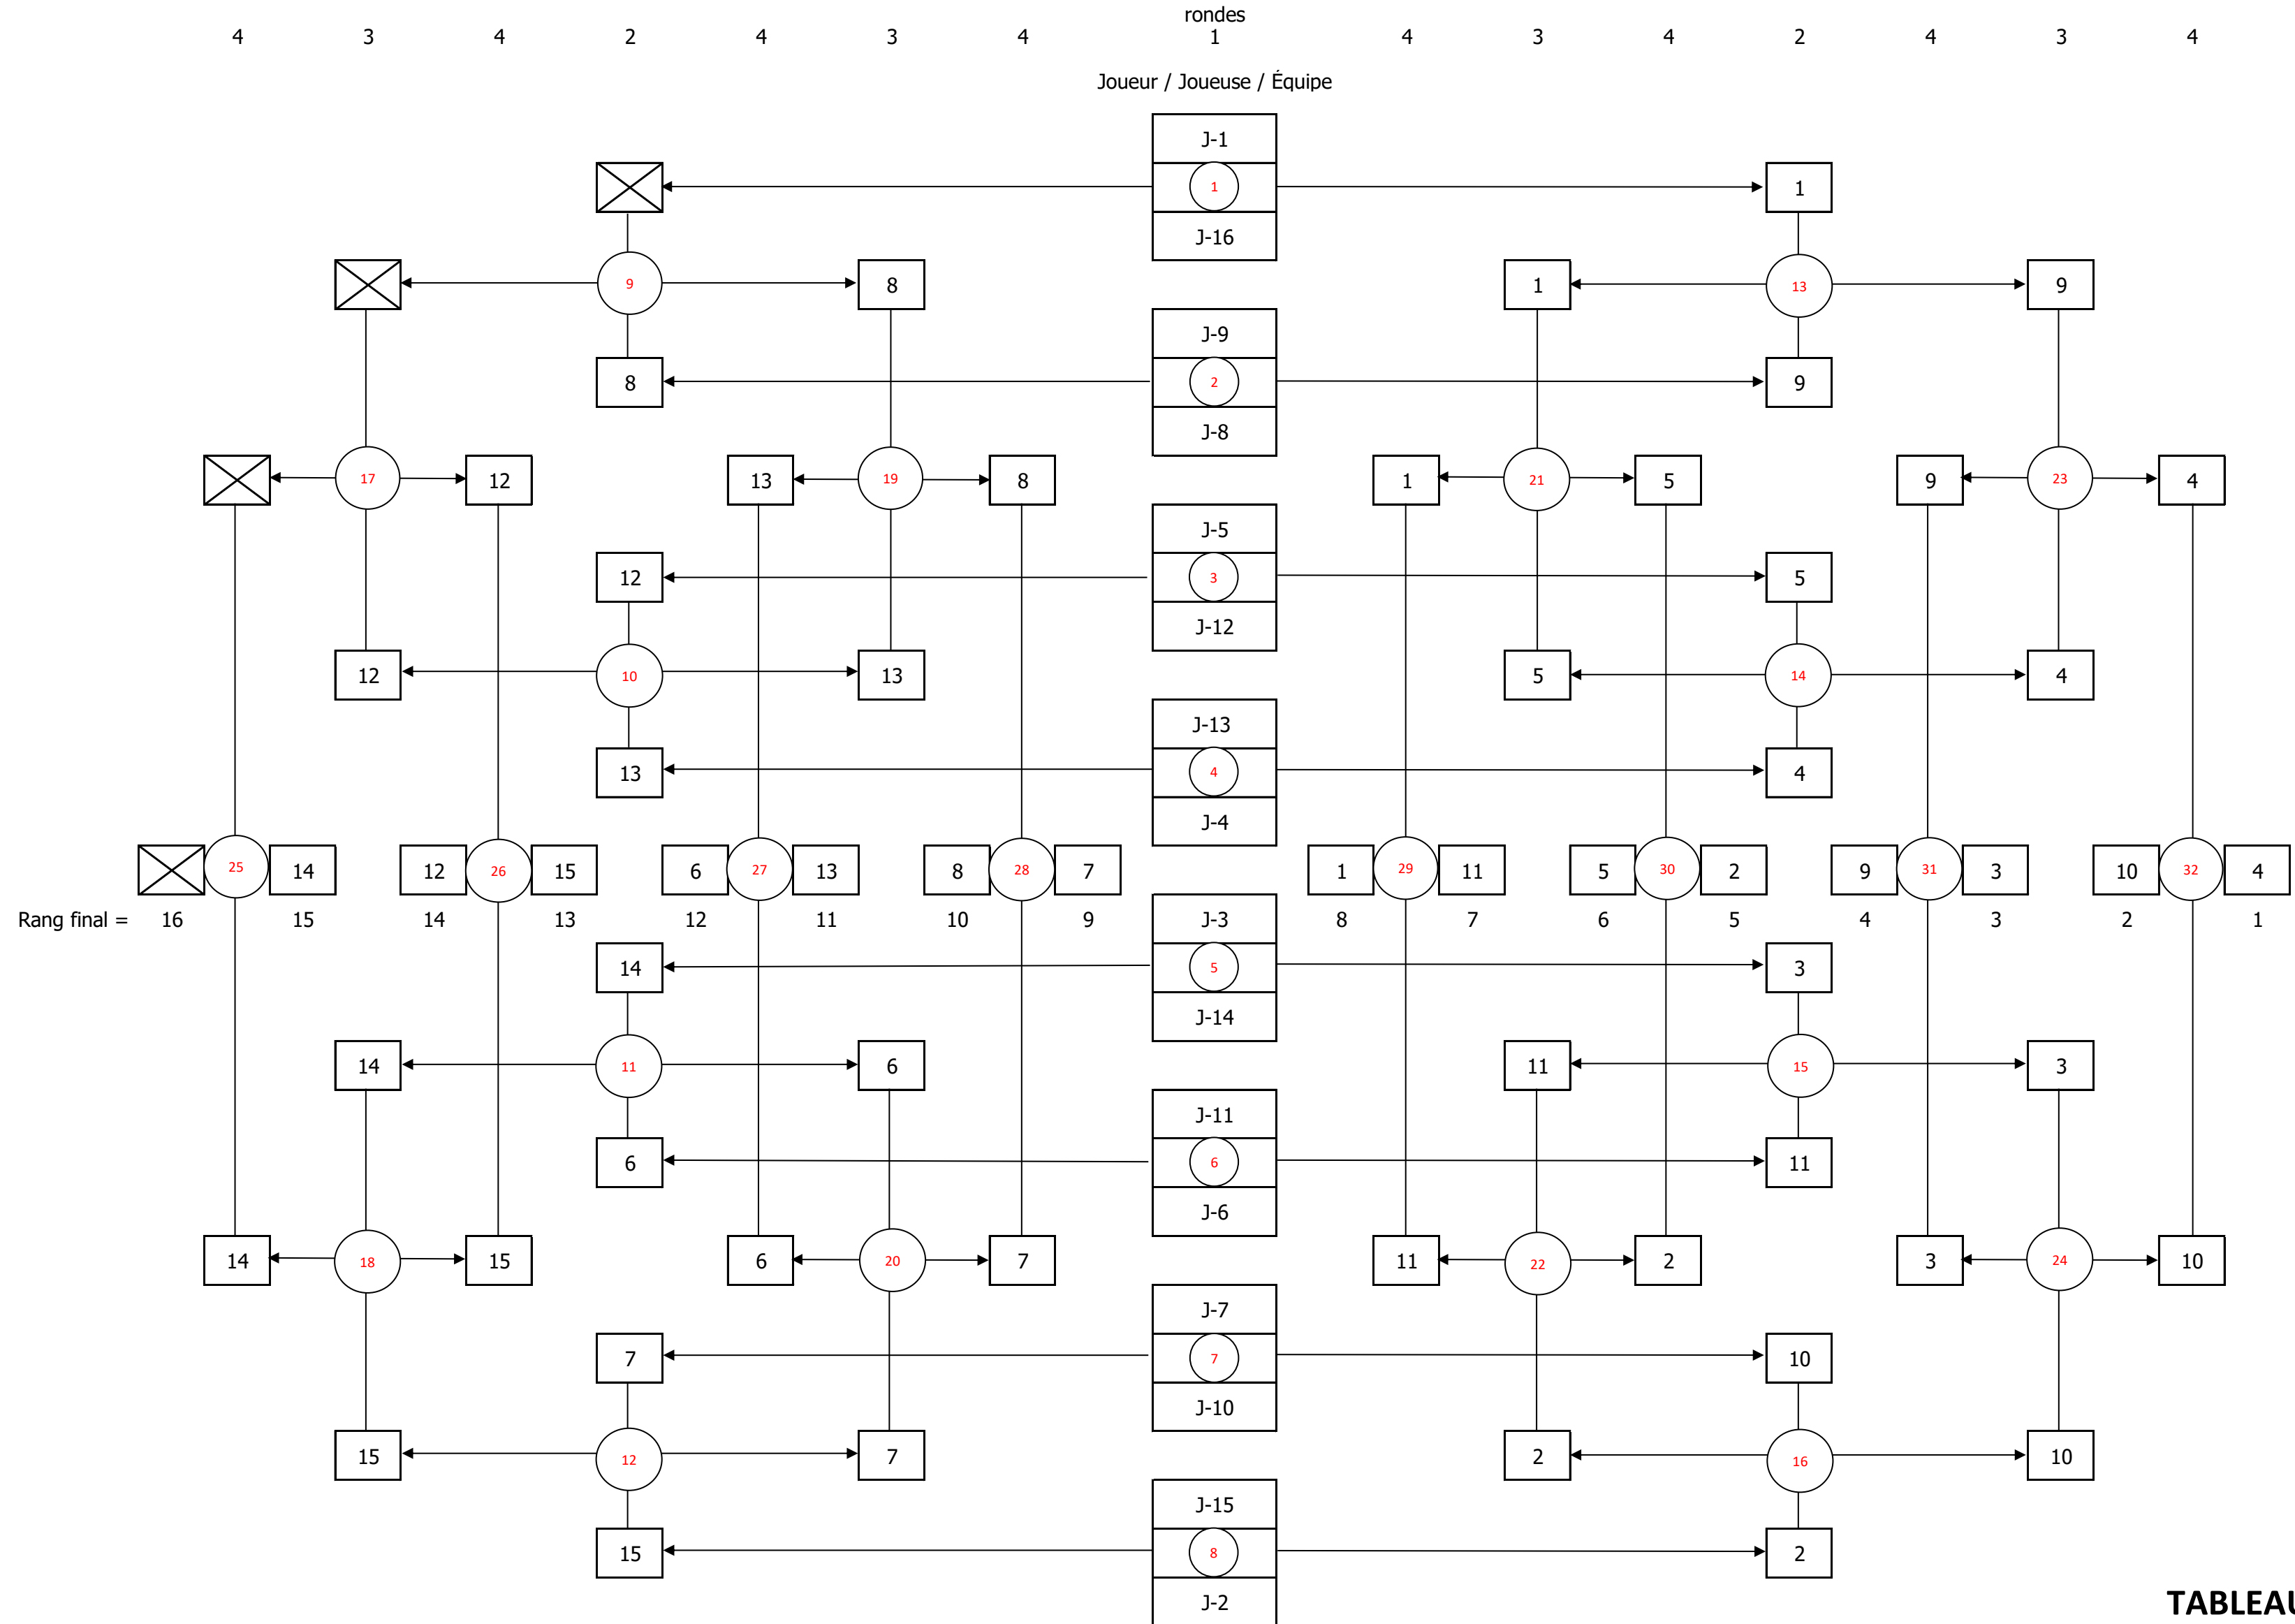 rondes
4 3 4 2 4 3 4 1 4 3 4 2 4 3 4
Joueur / Joueuse / Équipe
J-1
1 1
J-16
9 8 1 13 9
J-9
8 2 9
J-8
17 12 13 19 8 1 21 5 9 23 4
J-5
12 3 5
J-12
12 10 13 5 14 4
J-13
13 4 4
J-4
25 14 12 26 15 6 27 13 8 28 7 1 29 11 5 30 2 9 31 3 10 32 4
Rang final = 16 15 14 13 12 11 10 9 J-3 8 7 6 5 4 3 2 1
14 5 3
J-14
14 11 6 11 15 3
J-11
6 6 11
J-6
14 18 15 6 20 7 11 22 2 3 24 10
J-7
7 7 10
J-10
15 12 7 2 16 10
J-15
15 8 2
J-2
TABLEAU